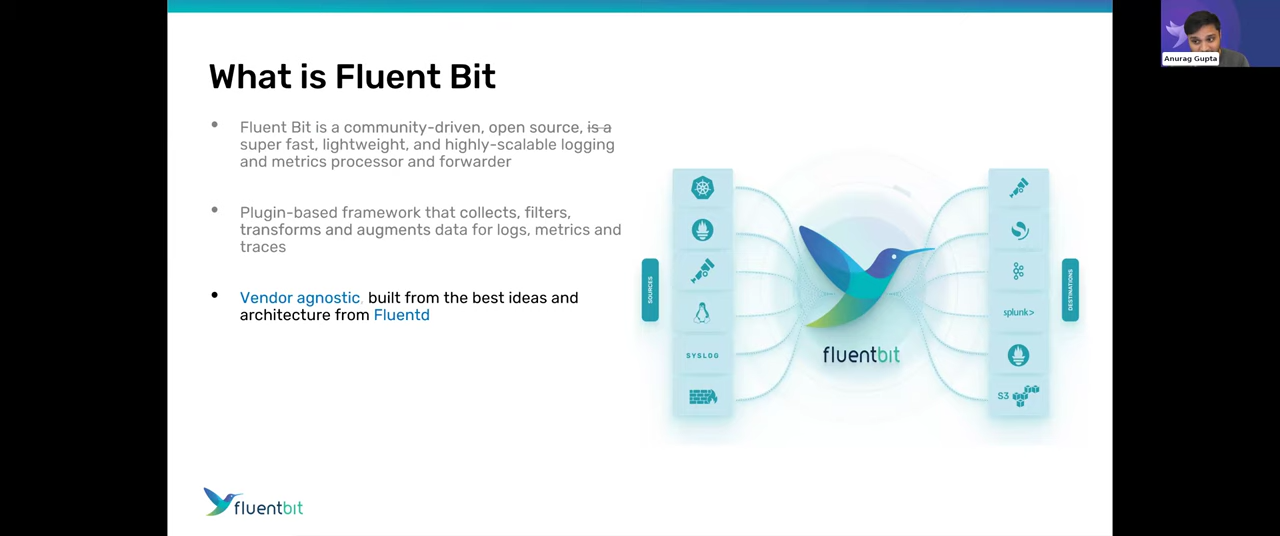 Anurag Gupta
What is Fluent Bit
• Fluent Bit is a community-driven, open source, is a
super fast, lightweight, and highly-scalable logging
and metrics processor and forwarder
• Plugin-based framework that collects, filters,
transforms and augments data for logs, metrics and
traces
• Vendor agnostic, built from the best ideas and
architecture from Fluentd
SOURCES
SYSLOG
fluentbit
splunk>
S3
DESTINATIONS
fluentbit